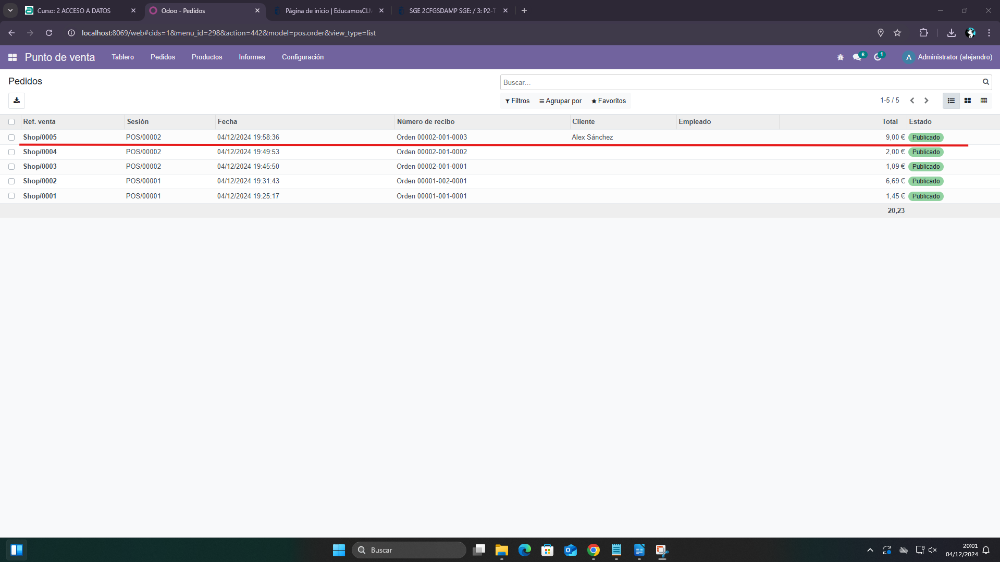 Curso: 2 ACCESO A DATOS
Odoo - Pedidos
Página de inicio | EducamosCLM
SGE 2CFGSDAMP SGE: / 3: P2-T
localhost:8069/web#cids=1&menu_id=298&action=442&model=pos.order&view_type=list
Punto de venta Tablero Pedidos Productos Informes Configuración 6 1 A Administrator (alejandro)
Pedidos
Buscar...
Filtros Agrupar por Favoritos 1-5 / 5
Ref. venta Sesión Fecha Número de recibo Cliente Empleado Total Estado
Shop/0005 POS/00002 04/12/2024 19:58:36 Orden 00002-001-0003 Alex Sánchez 9,00 € Publicado
Shop/0004 POS/00002 04/12/2024 19:49:53 Orden 00002-001-0002 2,00 € Publicado
Shop/0003 POS/00002 04/12/2024 19:45:50 Orden 00002-001-0001 1,09 € Publicado
Shop/0002 POS/00001 04/12/2024 19:31:43 Orden 00001-002-0001 6,69 € Publicado
Shop/0001 POS/00001 04/12/2024 19:25:17 Orden 00001-001-0001 1,45 € Publicado
20,23
Buscar
20:01
04/12/2024